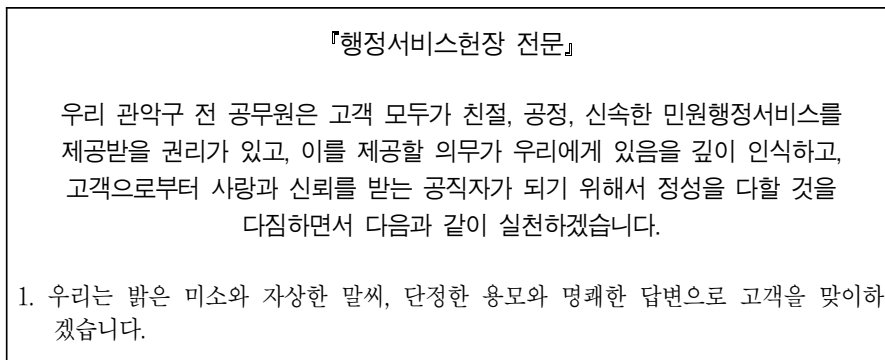 『행정서비스헌장 전문』
우리 관악구 전 공무원은 고객 모두가 친절, 공정, 신속한 민원행정서비스를
제공받을 권리가 있고, 이를 제공할 의무가 우리에게 있음을 깊이 인식하고,
고객으로부터 사랑과 신뢰를 받는 공직자가 되기 위해서 정성을 다할 것을
다짐하면서 다음과 같이 실천하겠습니다.
1. 우리는 밝은 미소와 자상한 말씨, 단정한 용모와 명쾌한 답변으로 고객을 맞이하
겠습니다.